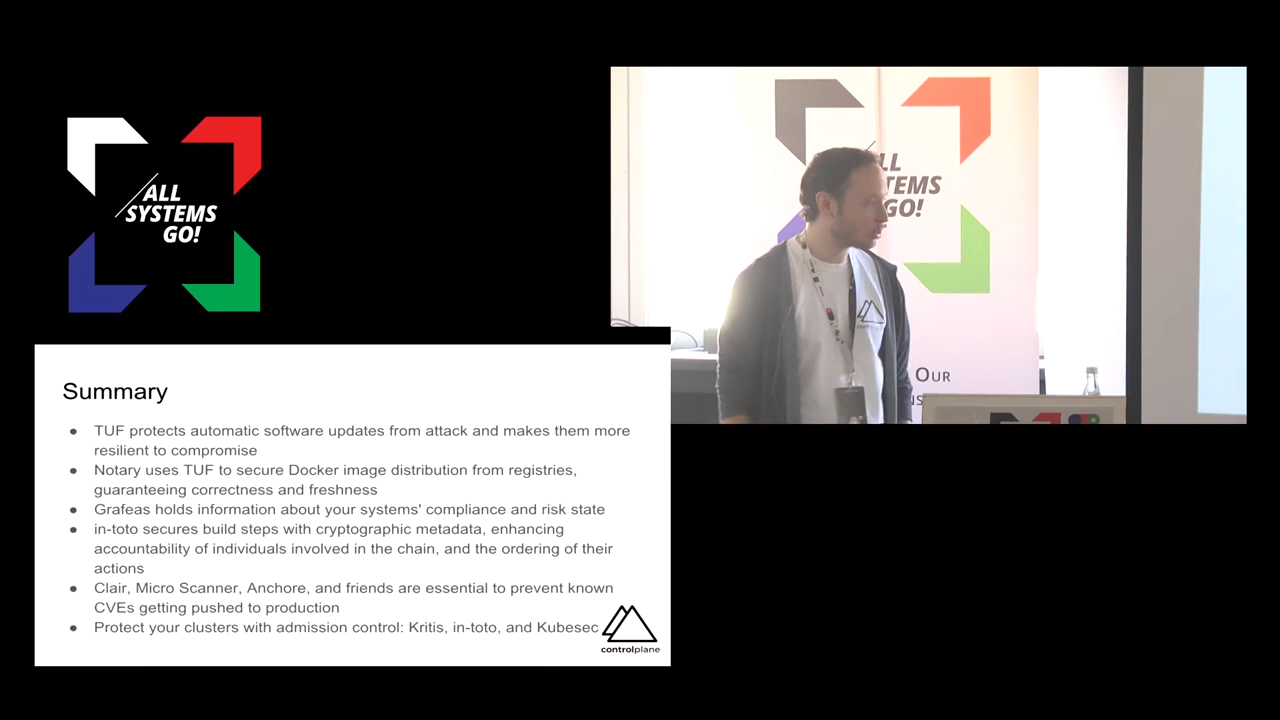 ALL
SYSTEMS
GO!
LL
TEMS
GO!
OUR
Summary
● TUF protects automatic software updates from attack and makes them more
resilient to compromise
● Notary uses TUF to secure Docker image distribution from registries,
guaranteeing correctness and freshness
● Grafeas holds information about your systems' compliance and risk state
● in-toto secures build steps with cryptographic metadata, enhancing
accountability of individuals involved in the chain, and the ordering of their
actions
● Clair, Micro Scanner, Anchore, and friends are essential to prevent known
CVEs getting pushed to production
● Protect your clusters with admission control: Kritis, in-toto, and Kubesec
controlplane